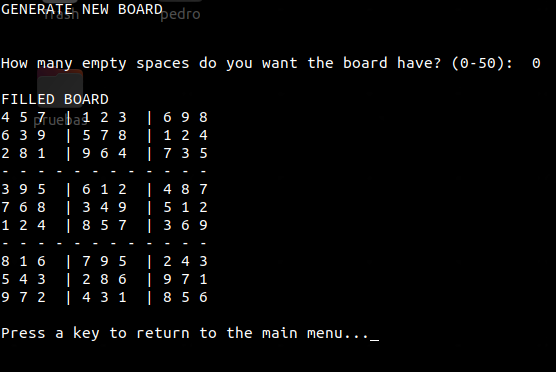 Trash pedro
GENERATE NEW BOARD
How many empty spaces do you want the board have? (0-50):  0
FILLED BOARD
pruebas
4 5 7  | 1 2 3  | 6 9 8
6 3 9  | 5 7 8  | 1 2 4
2 8 1  | 9 6 4  | 7 3 5
- - - - - - - - - - - -
3 9 5  | 6 1 2  | 4 8 7
7 6 8  | 3 4 9  | 5 1 2
1 2 4  | 8 5 7  | 3 6 9
- - - - - - - - - - - -
8 1 6  | 7 9 5  | 2 4 3
5 4 3  | 2 8 6  | 9 7 1
9 7 2  | 4 3 1  | 8 5 6
Press a key to return to the main menu..._